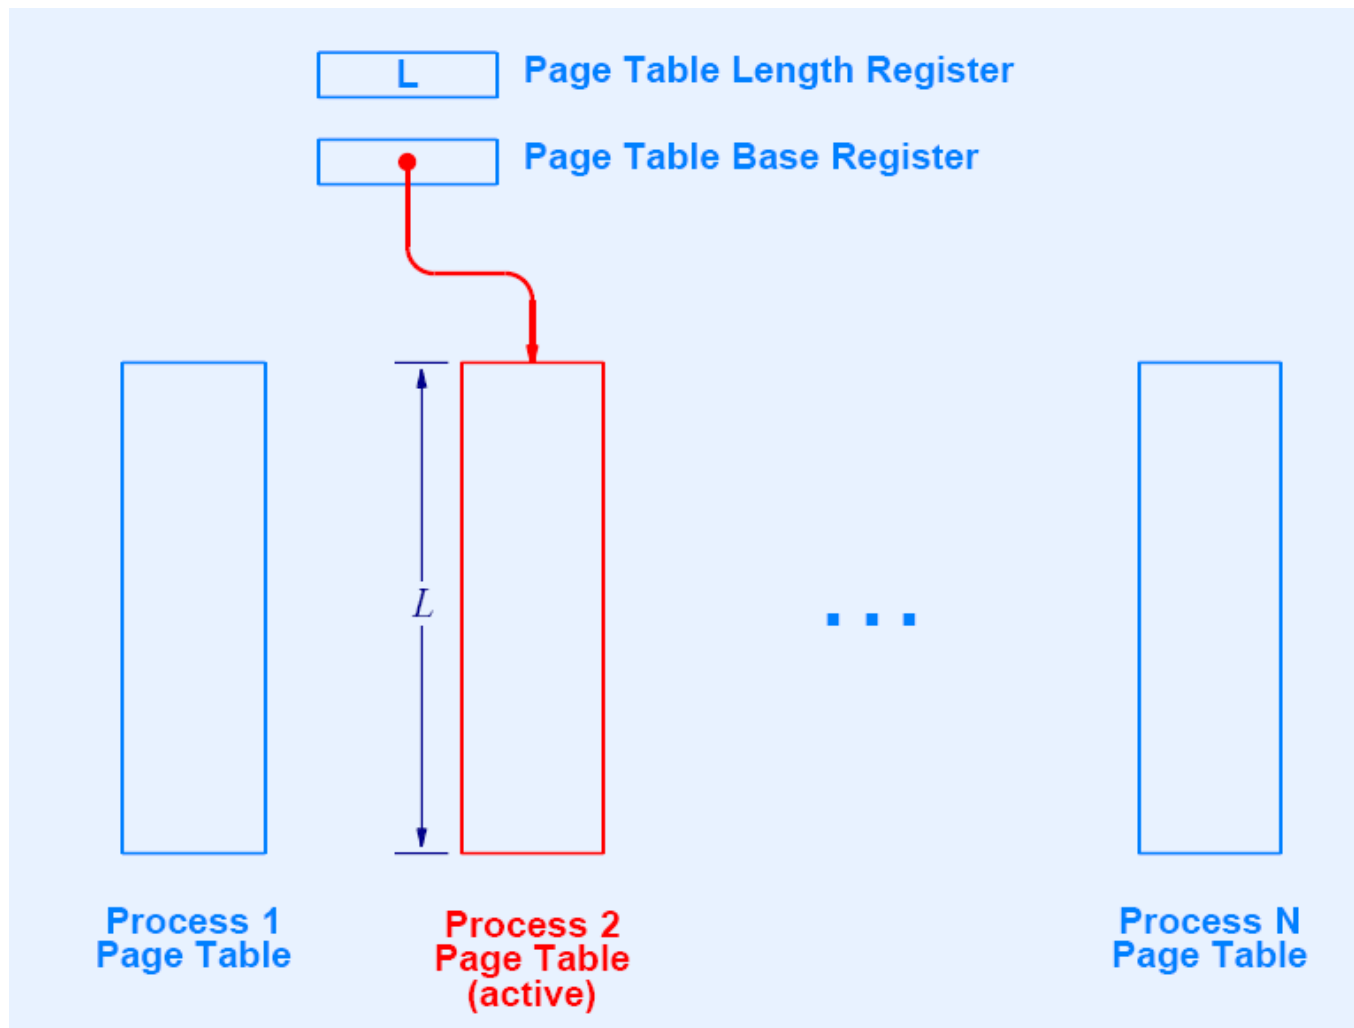 L
Page Table Length Register
Page Table Base Register
L
...
Process 1
Page Table
Process 2
Page Table
(active)
Process N
Page Table